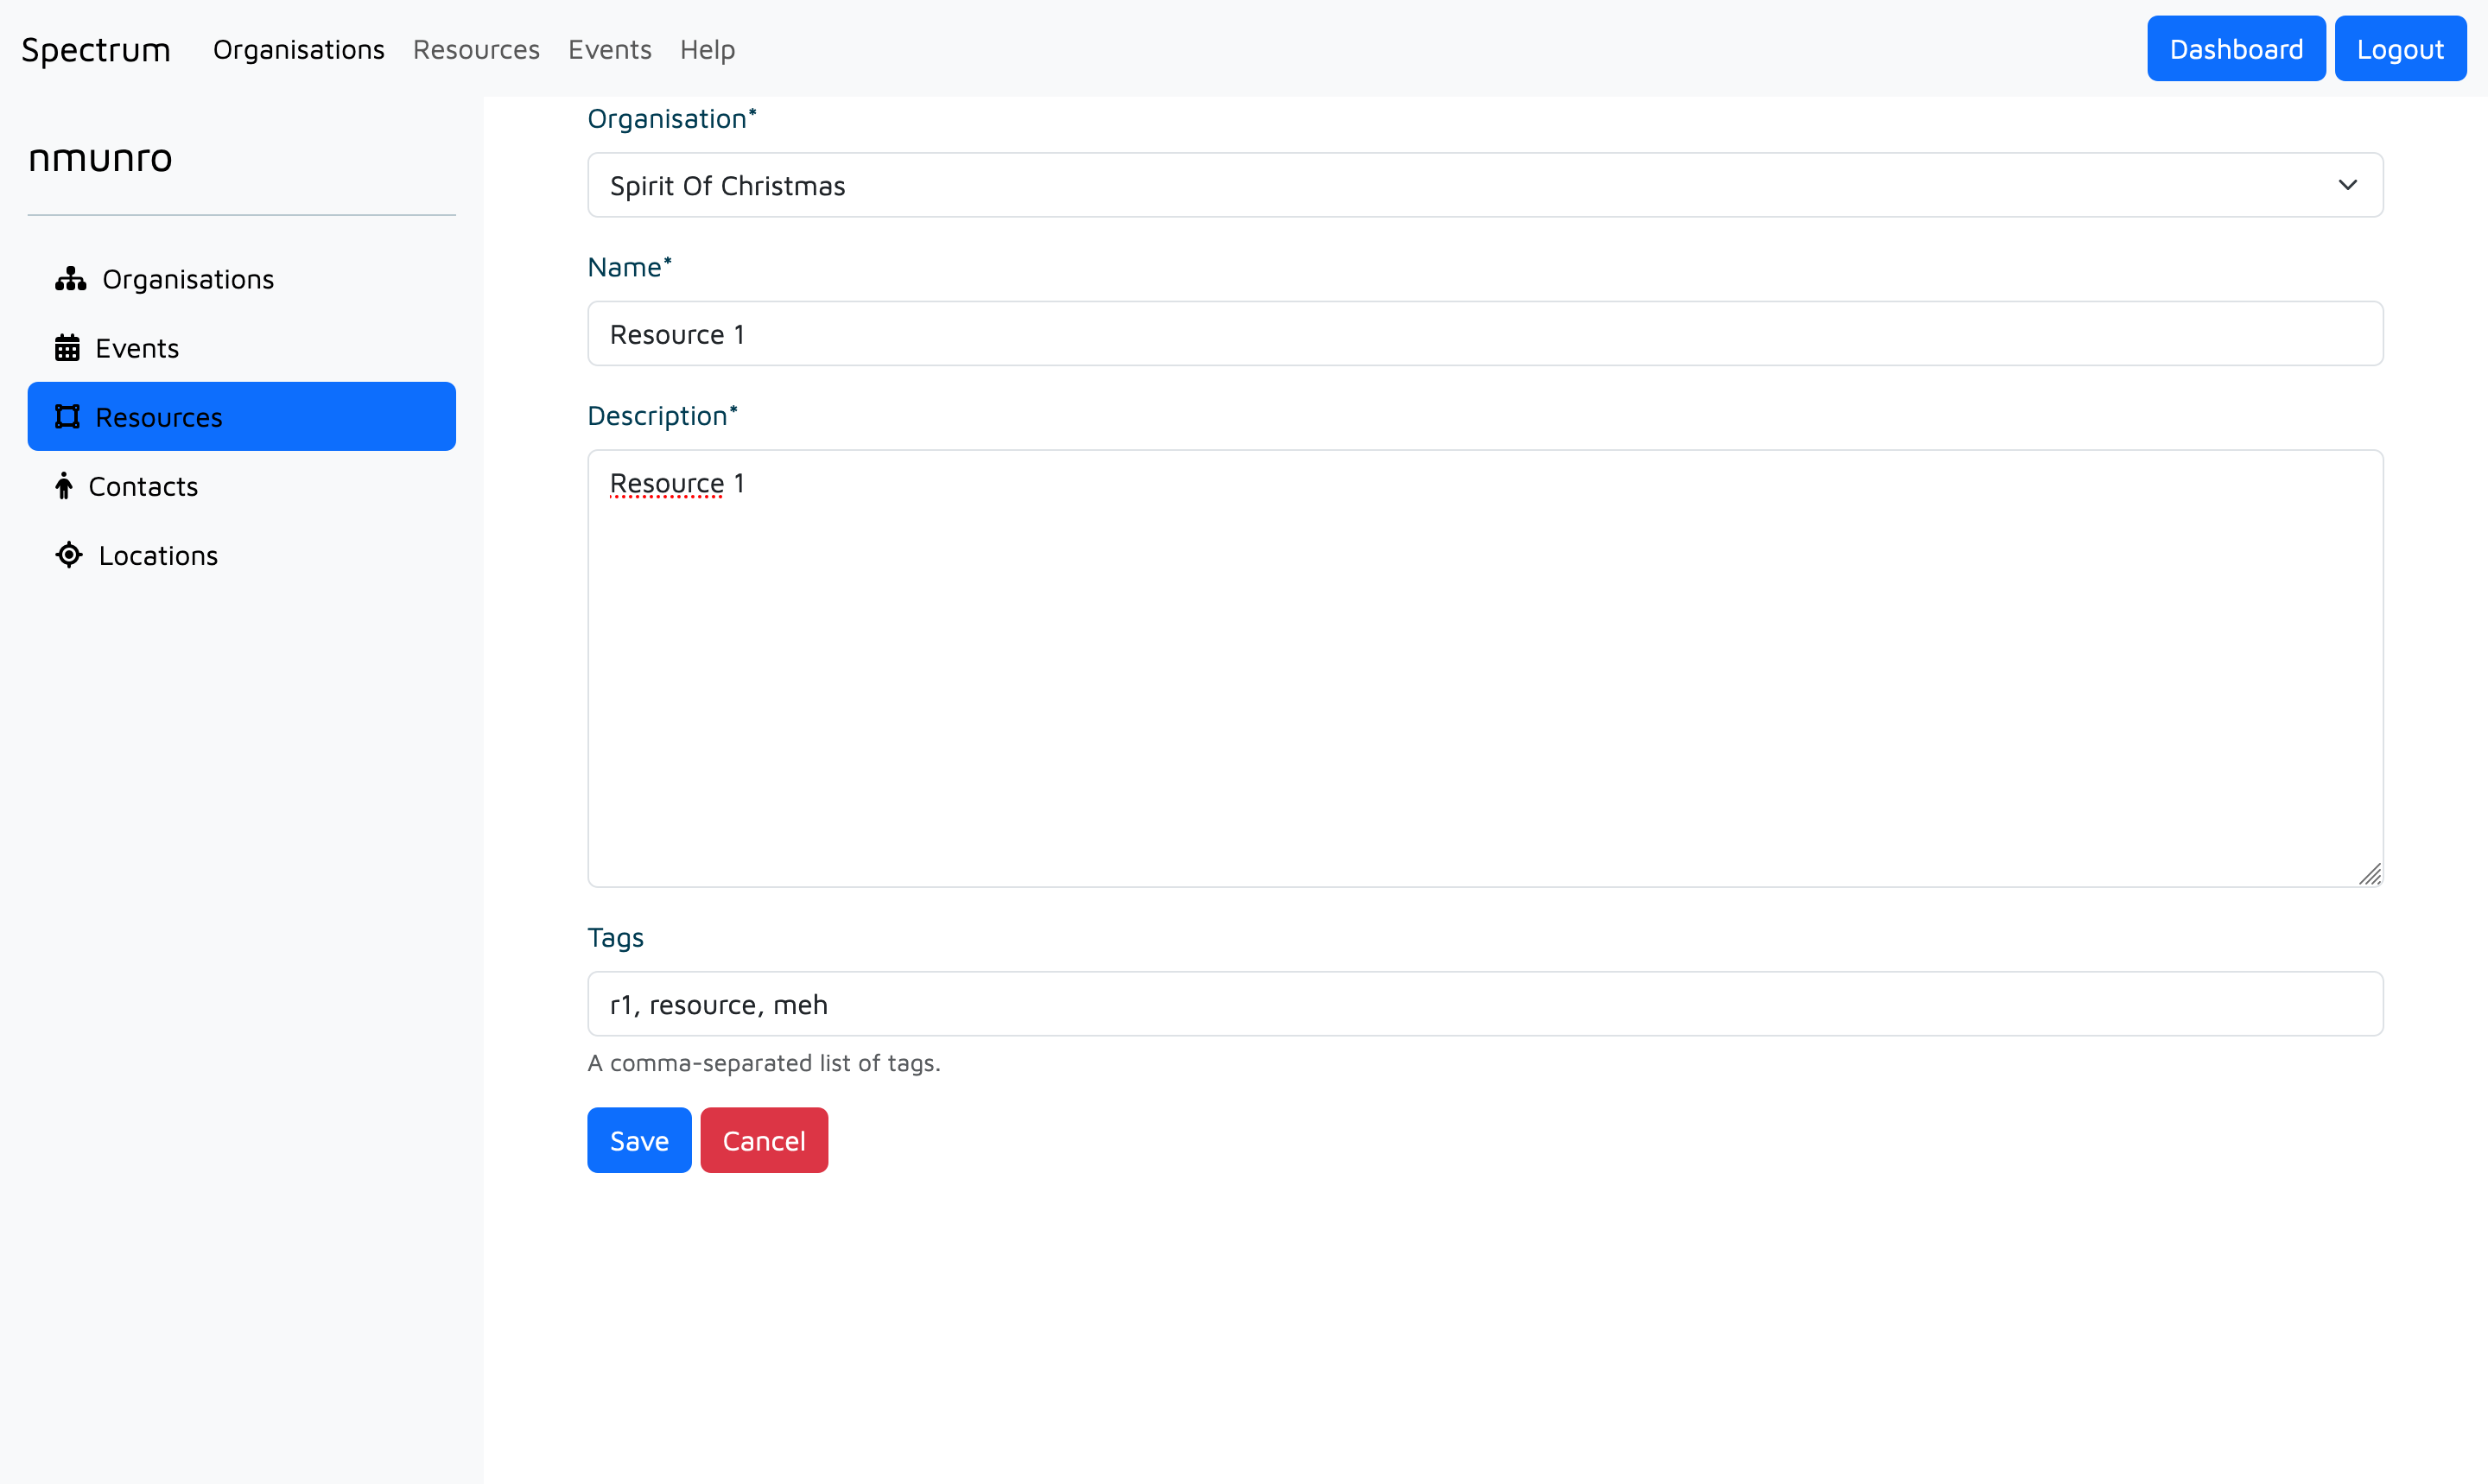 Spectrum Organisations Resources Events Help Dashboard Logout
nmunro
Organisations
Events
Resources
Contacts
Locations
Organisation*
Spirit Of Christmas
Name*
Resource 1
Description*
Resource 1
Tags
r1, resource, meh
A comma-separated list of tags.
Save Cancel